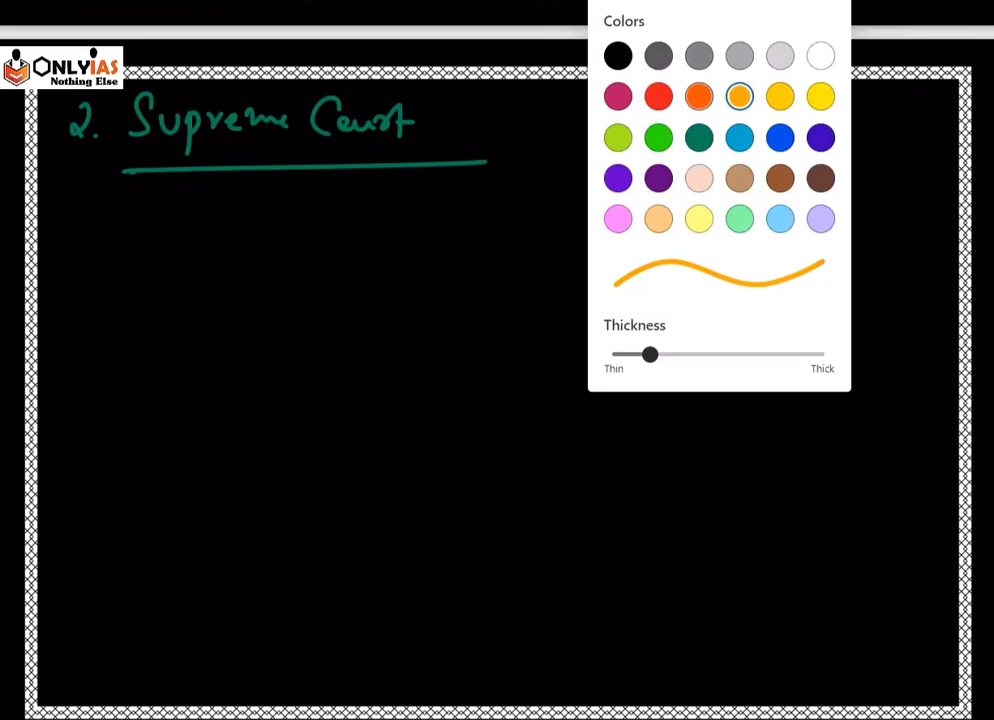 Colors
ONLYIAS
Nothing Else
2. Supreme Court
Thickness
Thin Thick